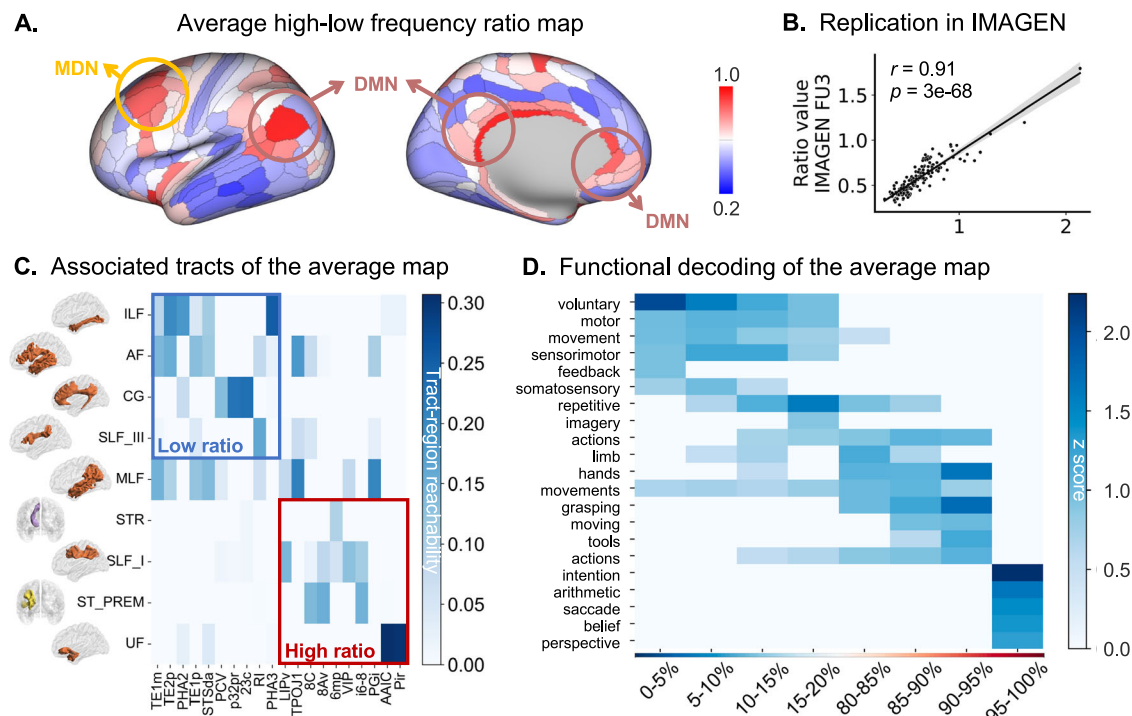 A.
Average high-low frequency ratio map
MDN
DMN
DMN
1.0
0.2
B. Replication in IMAGEN
r = 0.91
p = 3e-68
Ratio value
IMAGEN FU3
1.5
1.0
0.5
1
2
C. Associated tracts of the average map
ILF
AF
CG
SLF_III
MLF
STR
SLF_I
ST_PREM
UF
Low ratio
High ratio
TE1m
TE2p
PHA2
TE1p
STSda
PCV
p32pr
23c
RI
PHA3
LIPv
TPOJ1
8C
8Av
6mp
VIP
i6-8
PGi
AAIC
Pir
0.30
0.25
0.20
0.15
0.10
0.05
0.00
Tract-region reachability
D. Functional decoding of the average map
voluntary
motor
movement
sensorimotor
feedback
somatosensory
repetitive
imagery
actions
limb
hands
movements
grasping
moving
tools
actions
intention
arithmetic
saccade
belief
perspective
0-5%
5-10%
10-15%
15-20%
80-85%
85-90%
90-95%
95-100%
2.0
1.5
1.0
0.5
0.0
z score